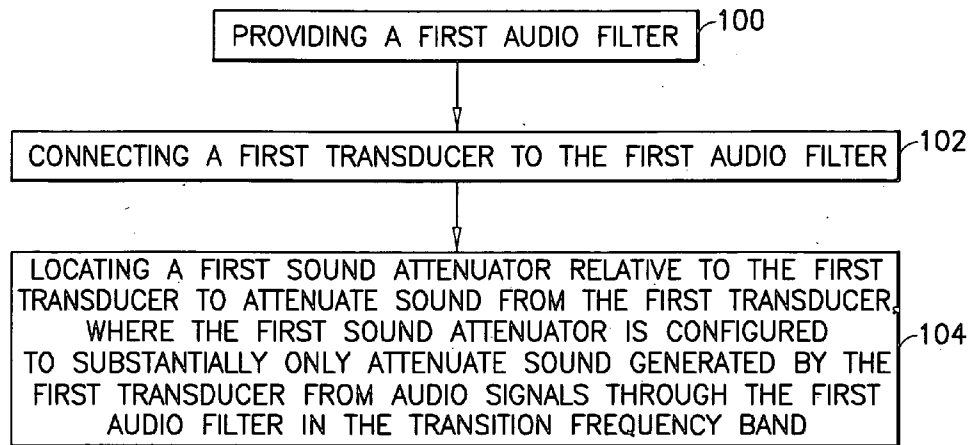 PROVIDING A FIRST AUDIO FILTER
100
CONNECTING A FIRST TRANSDUCER TO THE FIRST AUDIO FILTER
102
LOCATING A FIRST SOUND ATTENUATOR RELATIVE TO THE FIRST
TRANSDUCER TO ATTENUATE SOUND FROM THE FIRST TRANSDUCER,
WHERE THE FIRST SOUND ATTENUATOR IS CONFIGURED
TO SUBSTANTIALLY ONLY ATTENUATE SOUND GENERATED BY THE
FIRST TRANSDUCER FROM AUDIO SIGNALS THROUGH THE FIRST
AUDIO FILTER IN THE TRANSITION FREQUENCY BAND
104